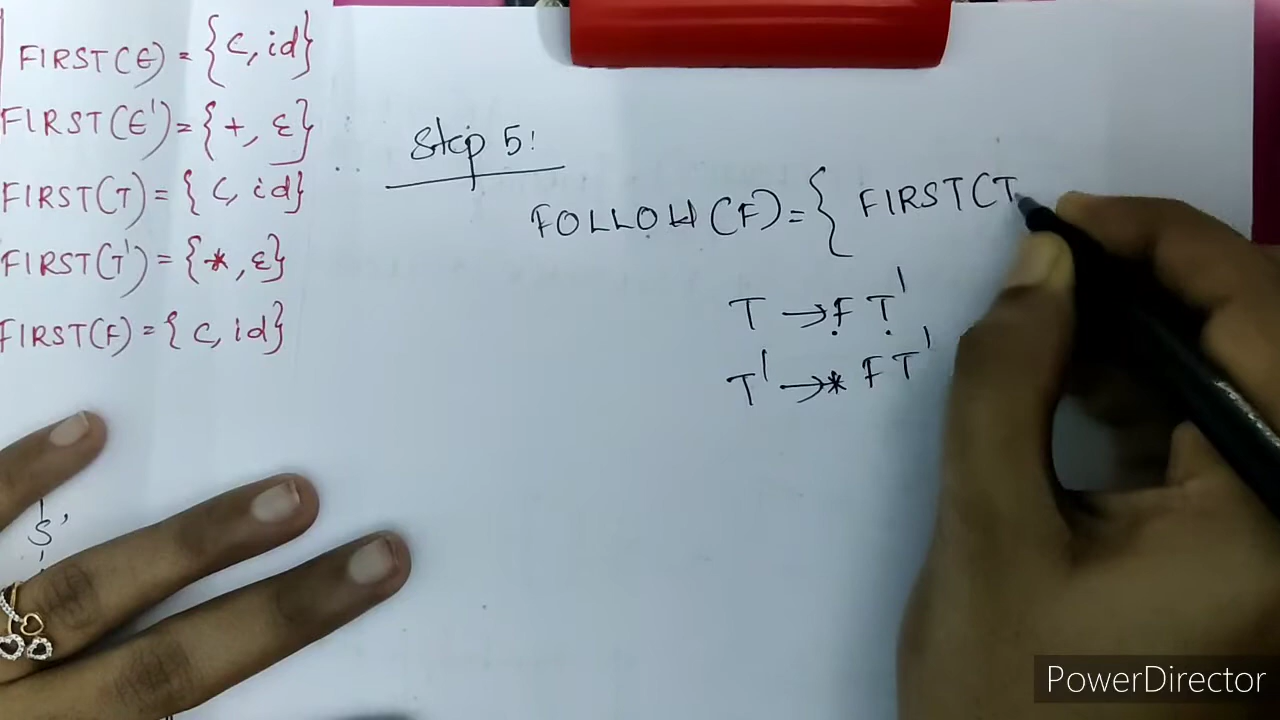 FIRST(E) = {(, id}
FIRST(E') = {+, ε}
FIRST(T) = {(, id}
FIRST(T') = {*, ε}
FIRST(F) = {(, id}
S'
Step 5:
FOLLOW(F) = { FIRST(T
T → F T'
T' → * F T'
PowerDirector